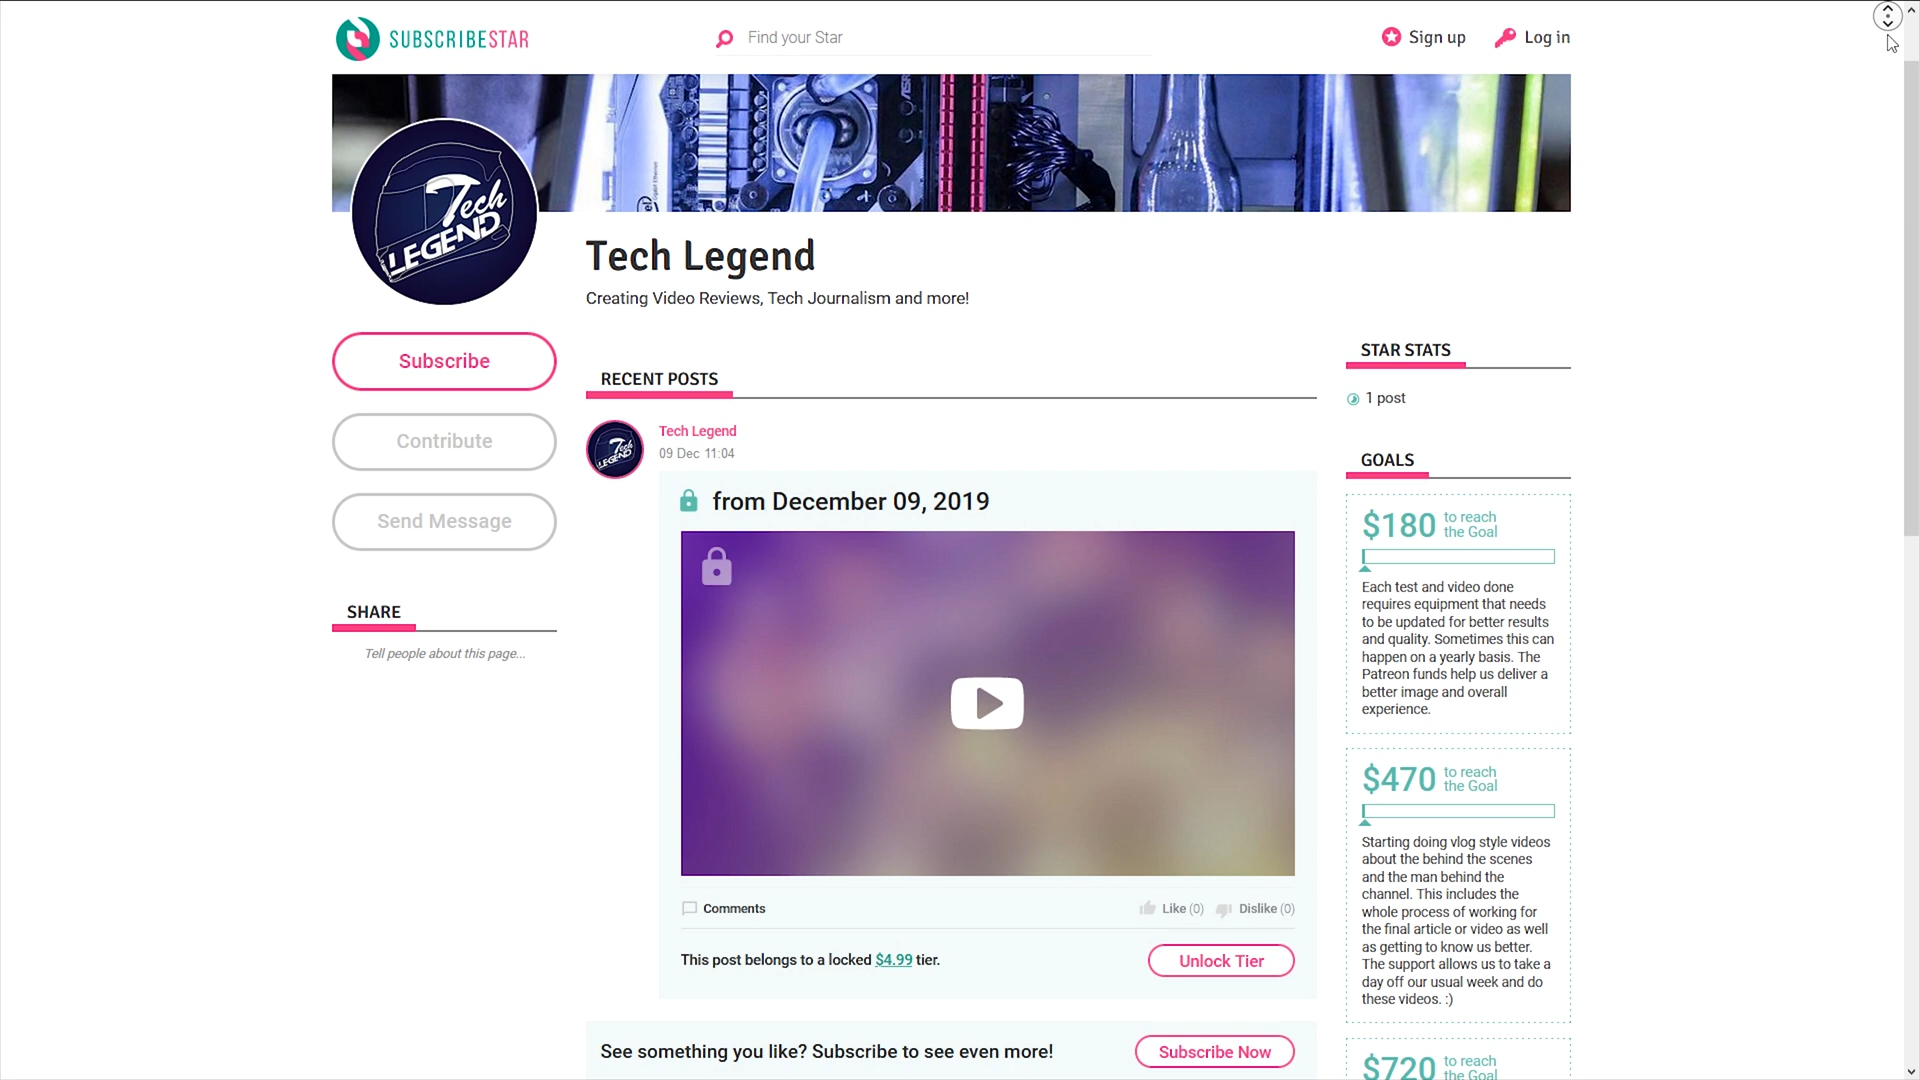 SUBSCRIBESTAR
Find your Star
Sign up
Log in
Tech
LEGEND
Tech Legend
Creating Video Reviews, Tech Journalism and more!
Subscribe
Contribute
Send Message
SHARE
Tell people about this page...
RECENT POSTS
Tech
LEGEND
Tech Legend
09 Dec 11:04
from December 09, 2019
Comments
Like (0)
Dislike (0)
This post belongs to a locked $4.99 tier.
Unlock Tier
See something you like? Subscribe to see even more!
Subscribe Now
STAR STATS
1 post
GOALS
$180 to reach
the Goal
Each test and video done
requires equipment that needs
to be updated for better results
and quality. Sometimes this can
happen on a yearly basis. The
Patreon funds help us deliver a
better image and overall
experience.
$470 to reach
the Goal
Starting doing vlog style videos
about the behind the scenes
and the man behind the
channel. This includes the
whole process of working for
the final article or video as well
as getting to know us better.
The support allows us to take a
day off our usual week and do
these videos. :)
$720 to reach
the Goal